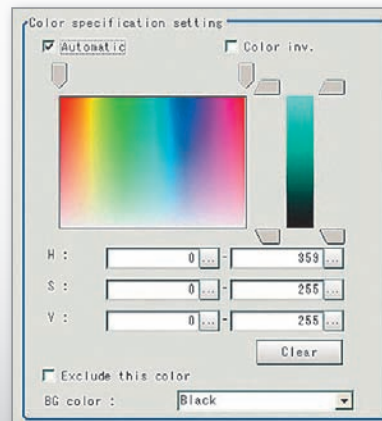 Color specification setting
Automatic
Color inv.
H : 0 ... - 359 ...
S : 0 ... - 255 ...
V : 0 ... - 255 ...
Clear
Exclude this color
BG color : Black